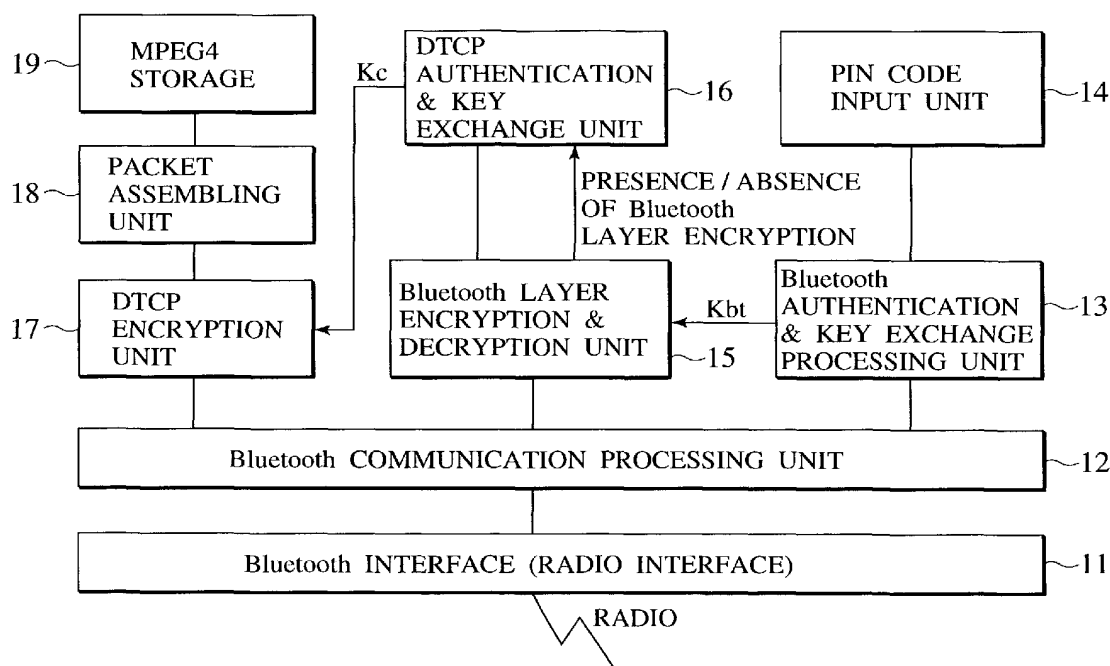 19
MPEG4
STORAGE
Kc
DTCP
AUTHENTICATION
& KEY
EXCHANGE UNIT
16
PIN CODE
INPUT UNIT
14
18
PACKET
ASSEMBLING
UNIT
PRESENCE / ABSENCE
OF Bluetooth
LAYER ENCRYPTION
17
DTCP
ENCRYPTION
UNIT
Bluetooth LAYER
ENCRYPTION &
DECRYPTION UNIT
15
Kbt
Bluetooth
AUTHENTICATION
& KEY EXCHANGE
PROCESSING UNIT
13
Bluetooth COMMUNICATION PROCESSING UNIT
12
Bluetooth INTERFACE (RADIO INTERFACE)
11
RADIO